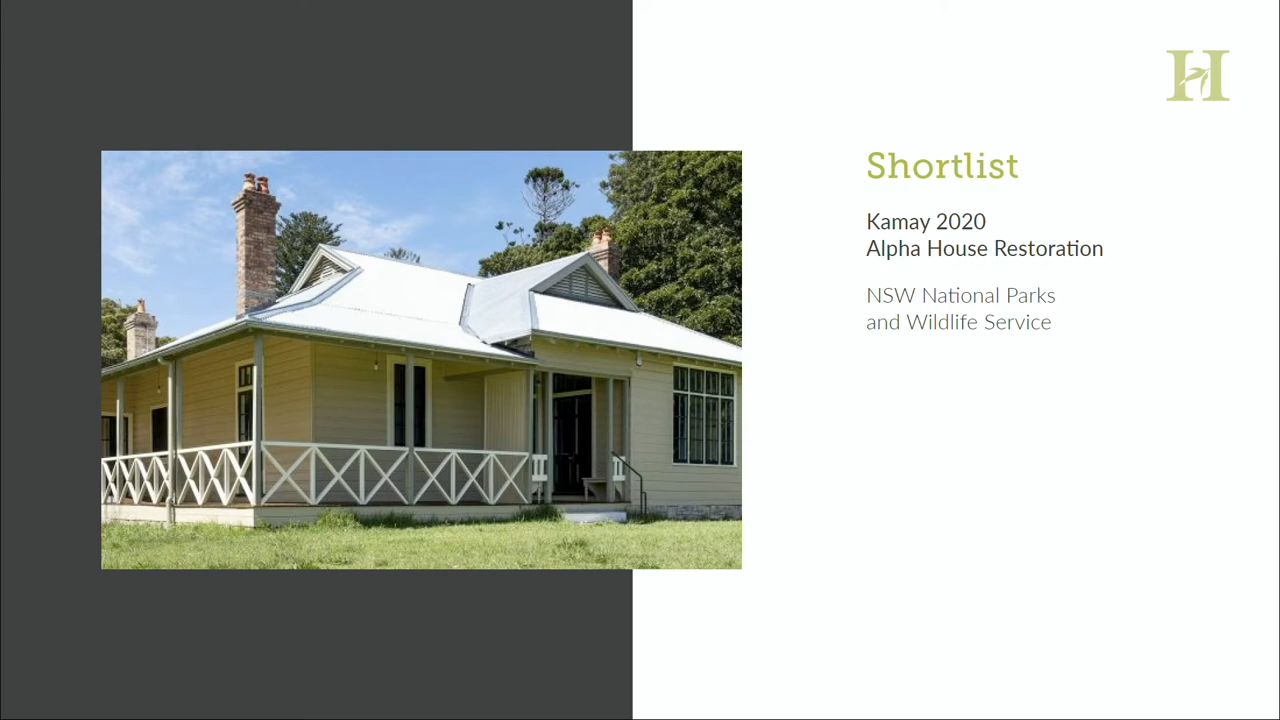 H
Shortlist
Kamay 2020
Alpha House Restoration
NSW National Parks
and Wildlife Service